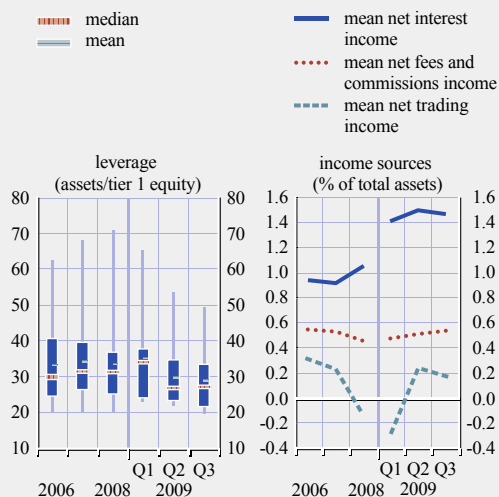 median
mean
mean net interest
income
mean net fees and
commissions income
mean net trading
income
leverage
(assets/tier 1 equity)
80 80
70 70
60 60
50 50
40 40
30 30
20 20
10 10
Q1 Q2 Q3
2006 2008 2009
income sources
(% of total assets)
1.6 1.6
1.4 1.4
1.2 1.2
1.0 1.0
0.8 0.8
0.6 0.6
0.4 0.4
0.2 0.2
0.0 0.0
-0.2 -0.2
-0.4 -0.4
Q1 Q2 Q3
2006 2008 2009